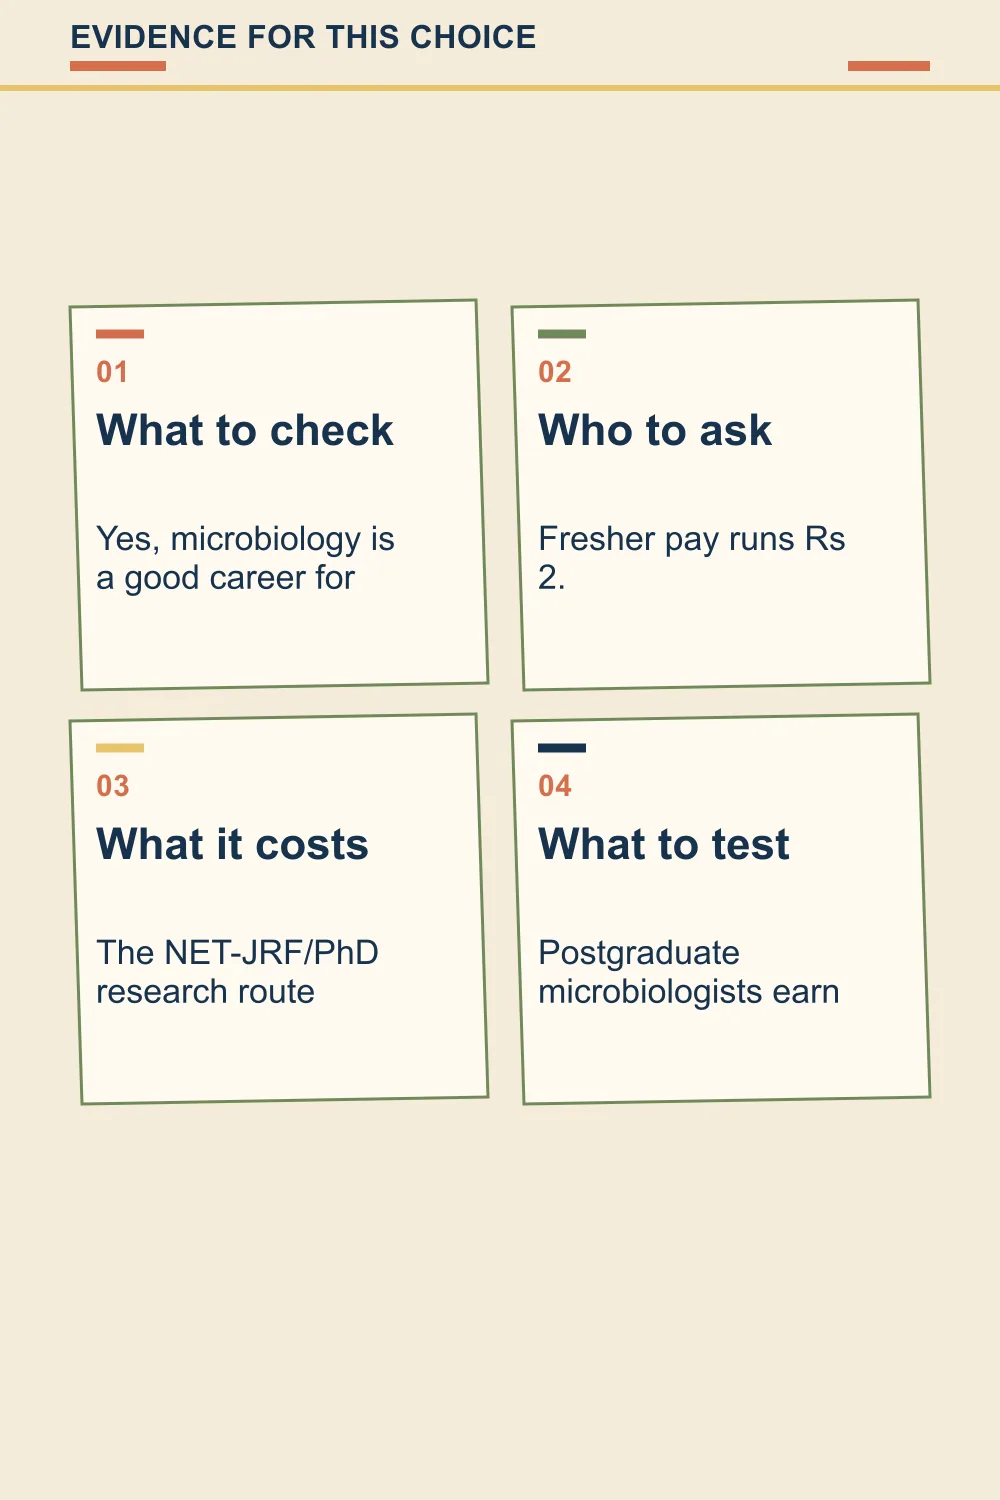 EVIDENCE FOR THIS CHOICE
01
What to check
Yes, microbiology is
a good career for
02
Who to ask
Fresher pay runs Rs
2.
03
What it costs
The NET-JRF/PhD
research route
04
What to test
Postgraduate
microbiologists earn